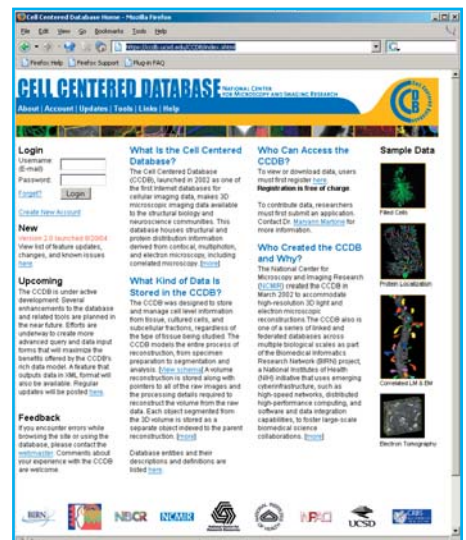 Cell Centered Database Home - Mozilla Firefox
File Edit View Go Bookmarks Tools Help
https://ccdb.ucsd.edu/CCDB/index.shtml
Firefox Help Firefox Support Plug-in FAQ
CELL CENTERED DATABASE
NATIONAL CENTER
FOR MICROSCOPY AND IMAGING RESEARCH
About | Account | Updates | Tools | Links | Help
Login
Username
(E-mail)
Password:
Forget? Login
Create New Account
New
Version 2.0 launched 8/2004
View list of feature updates,
changes, and known issues
here.
Upcoming
The CCDB is under active
development. Several
enhancements to the database
and related tools are planned in
the near future. Efforts are
underway to create more
advanced query and data input
forms that will maximize the
benefits offered by the CCDB's
rich data model. A feature that
outputs data in XML format will
also be available. Regular
updates will be posted here.
Feedback
If you encounter errors while
browsing the site or using the
database, please contact the
webmaster. Comments about
your experience with the CCDB
are welcome.
What Is the Cell Centered
Database?
The Cell Centered Database
(CCDB), launched in 2002 as one of
the first Internet databases for
cellular imaging data, makes 3D
microscopic imaging data available
to the structural biology and
neuroscience communities. This
database houses structural and
protein distribution information
derived from confocal, multiphoton,
and electron microscopy, including
correlated microscopy. [more]
What Kind of Data Is
Stored in the CCDB?
The CCDB was designed to store
and manage cell level information
from tissue, cultured cells, and
subcellular fractions, regardless of
the type of tissue being studied. The
CCDB models the entire process of
reconstruction, from specimen
preparation to segmentation and
analysis. [View schema] A volume
reconstruction is stored along with
pointers to all of the raw images and
the processing details required to
reconstruct the volume from the raw
data. Each object segmented from
the 3D volume is stored as a
separate object indexed to the parent
reconstruction. [more]
Database entities and their
descriptions and definitions are
listed here.
Who Can Access the
CCDB?
To view or download data, users
must first register here.
Registration is free of charge.
To contribute data, researchers
must first submit an application.
Contact Dr. Maryann Martone for
more information.
Who Created the CCDB
and Why?
The National Center for
Microscopy and Imaging Research
(NCMIR) created the CCDB in
March 2002 to accommodate
high-resolution 3D light and
electron microscopic
reconstructions. The CCDB also is
one of a series of linked and
federated databases across
multiple biological scales as part
of the Biomedical Informatics
Research Network (BIRN) project,
a National Institutes of Health
(NIH) initiative that uses emerging
cyberinfrastructure, such as
high-speed networks, distributed
high-performance computing, and
software and data integration
capabilities, to foster large-scale
biomedical science
collaborations. [more]
Sample Data
Filled Cells
Protein Localization
Correlated LM & EM
Electron Tomography
BIRN NBCR NCMIR NPACI UCSD